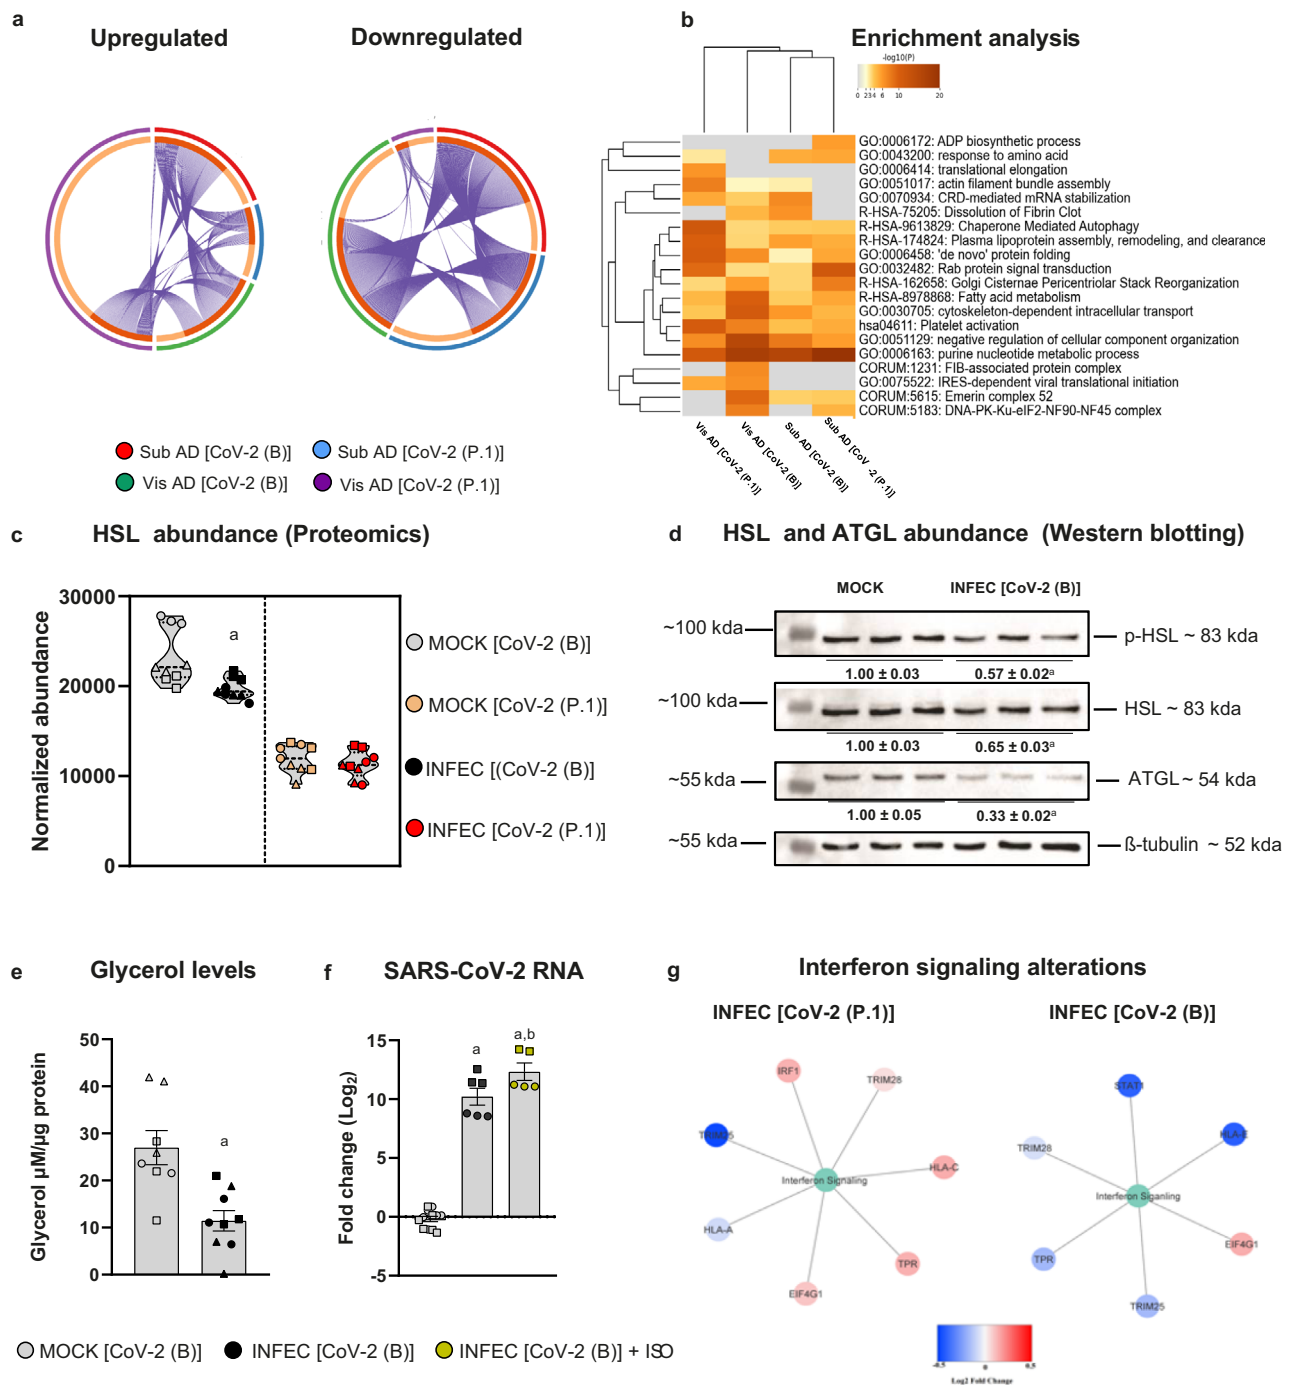 a
Upregulated
Downregulated
Sub AD [CoV-2 (B)]
Sub AD [CoV-2 (P.1)]
Vis AD [CoV-2 (B)]
Vis AD [CoV-2 (P.1)]
b
Enrichment analysis
-log10(P)
0 2 3 4 6 10 20
GO:0006172: ADP biosynthetic process
GO:0043200: response to amino acid
GO:0006414: translational elongation
GO:0051017: actin filament bundle assembly
GO:0070934: CRD-mediated mRNA stabilization
R-HSA-75205: Dissolution of Fibrin Clot
R-HSA-9613829: Chaperone Mediated Autophagy
R-HSA-174824: Plasma lipoprotein assembly, remodeling, and clearance
GO:0006458: 'de novo' protein folding
GO:0032482: Rab protein signal transduction
R-HSA-162658: Golgi Cisternae Pericentriolar Stack Reorganization
R-HSA-8978868: Fatty acid metabolism
GO:0030705: cytoskeleton-dependent intracellular transport
hsa04611: Platelet activation
GO:0051129: negative regulation of cellular component organization
GO:0006163: purine nucleotide metabolic process
CORUM:1231: FIB-associated protein complex
GO:0075522: IRES-dependent viral translational initiation
CORUM:5615: Emerin complex 52
CORUM:5183: DNA-PK-Ku-eIF2-NF90-NF45 complex
Vis AD [CoV-2 (P.1)]
Vis AD [CoV-2 (B)]
Sub AD [CoV-2 (B)]
Sub AD [CoV -2 (P.1)]
c
HSL abundance (Proteomics)
Normalized abundance
30000
20000
10000
0
a
MOCK [CoV-2 (B)]
MOCK [CoV-2 (P.1)]
INFEC [(CoV-2 (B)]
INFEC [CoV-2 (P.1)]
d
HSL and ATGL abundance (Western blotting)
MOCK
INFEC [CoV-2 (B)]
~100 kda
p-HSL ~ 83 kda
1.00 ± 0.03
0.57 ± 0.02a
~100 kda
HSL ~ 83 kda
1.00 ± 0.03
0.65 ± 0.03a
~55 kda
ATGL ~ 54 kda
1.00 ± 0.05
0.33 ± 0.02a
~55 kda
ß-tubulin ~ 52 kda
e
Glycerol levels
Glycerol µM/µg protein
50
40
30
20
10
0
a
f
SARS-CoV-2 RNA
Fold change (Log2)
15
10
5
0
-5
a
a,b
MOCK [CoV-2 (B)]
INFEC [CoV-2 (B)]
INFEC [CoV-2 (B)] + ISO
g
Interferon signaling alterations
INFEC [CoV-2 (P.1)]
INFEC [CoV-2 (B)]
IRF1
TRIM28
TRIM25
HLA-C
Interferon Signaling
HLA-A
TPR
EIF4G1
STAT1
HLA-E
TRIM28
Interferon Siganling
EIF4G1
TPR
TRIM25
-0.5 0 0.5
Log2 Fold Change